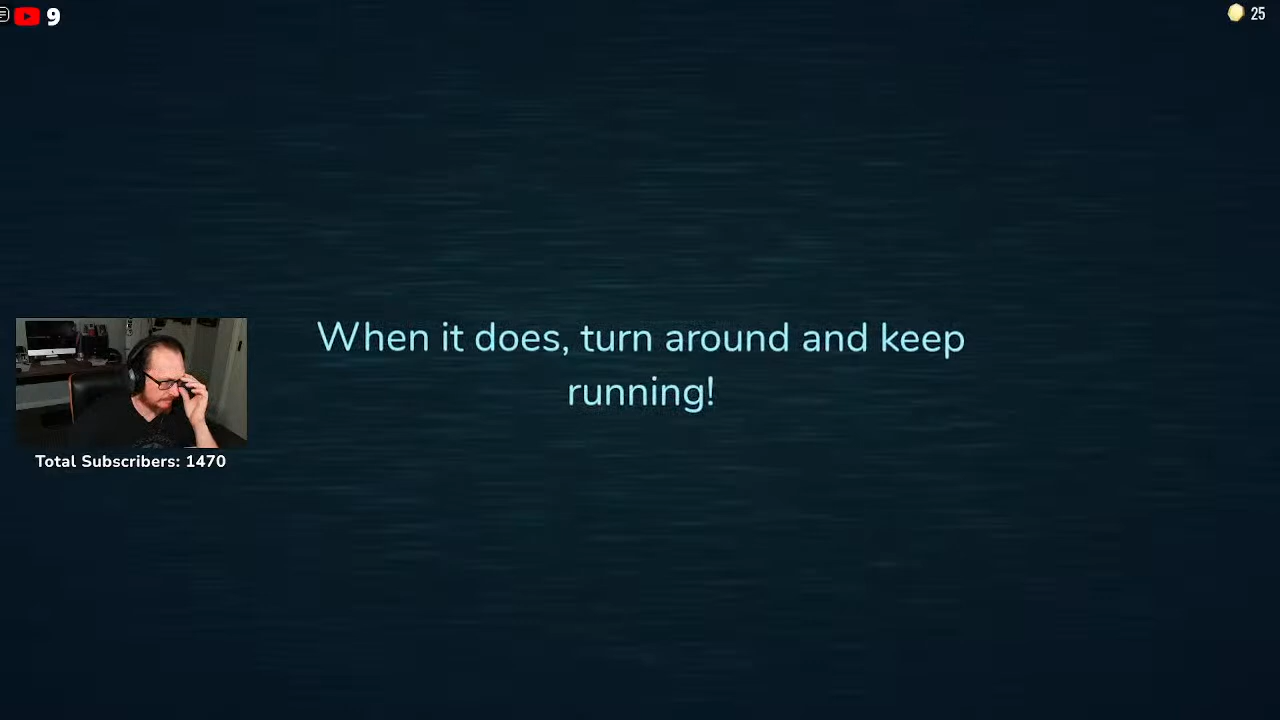 9
25
When it does, turn around and keep
running!
Total Subscribers: 1470